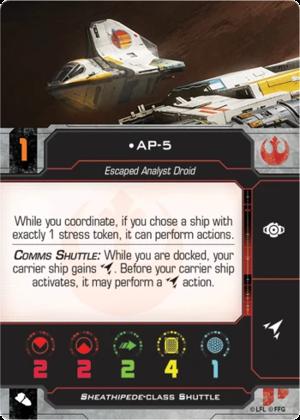 1
• AP-5
Escaped Analyst Droid
While you coordinate, if you chose a ship with
exactly 1 stress token, it can perform actions.
COMMS SHUTTLE: While you are docked, your
carrier ship gains . Before your carrier ship
activates, it may perform a action.
2 2 2 4 1
SHEATHIPEDE-CLASS SHUTTLE
©LFL ©FFG